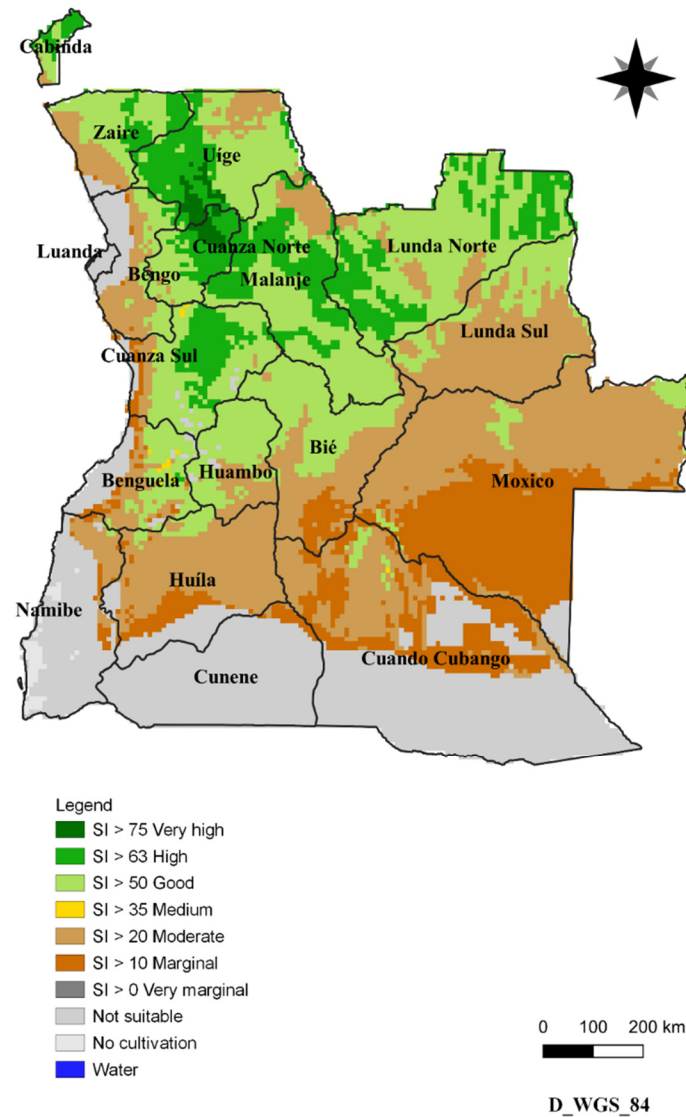 Cabinda
Zaire
Uíge
Luanda
Bengo
Cuanza Norte
Lunda Norte
Malanje
Cuanza Sul
Lunda Sul
Bié
Huambo
Benguela
Moxico
Huíla
Namibe
Cuando Cubango
Cunene
Legend
SI > 75 Very high
SI > 63 High
SI > 50 Good
SI > 35 Medium
SI > 20 Moderate
SI > 10 Marginal
SI > 0 Very marginal
Not suitable
No cultivation
Water
0 100 200 km
D_WGS_84